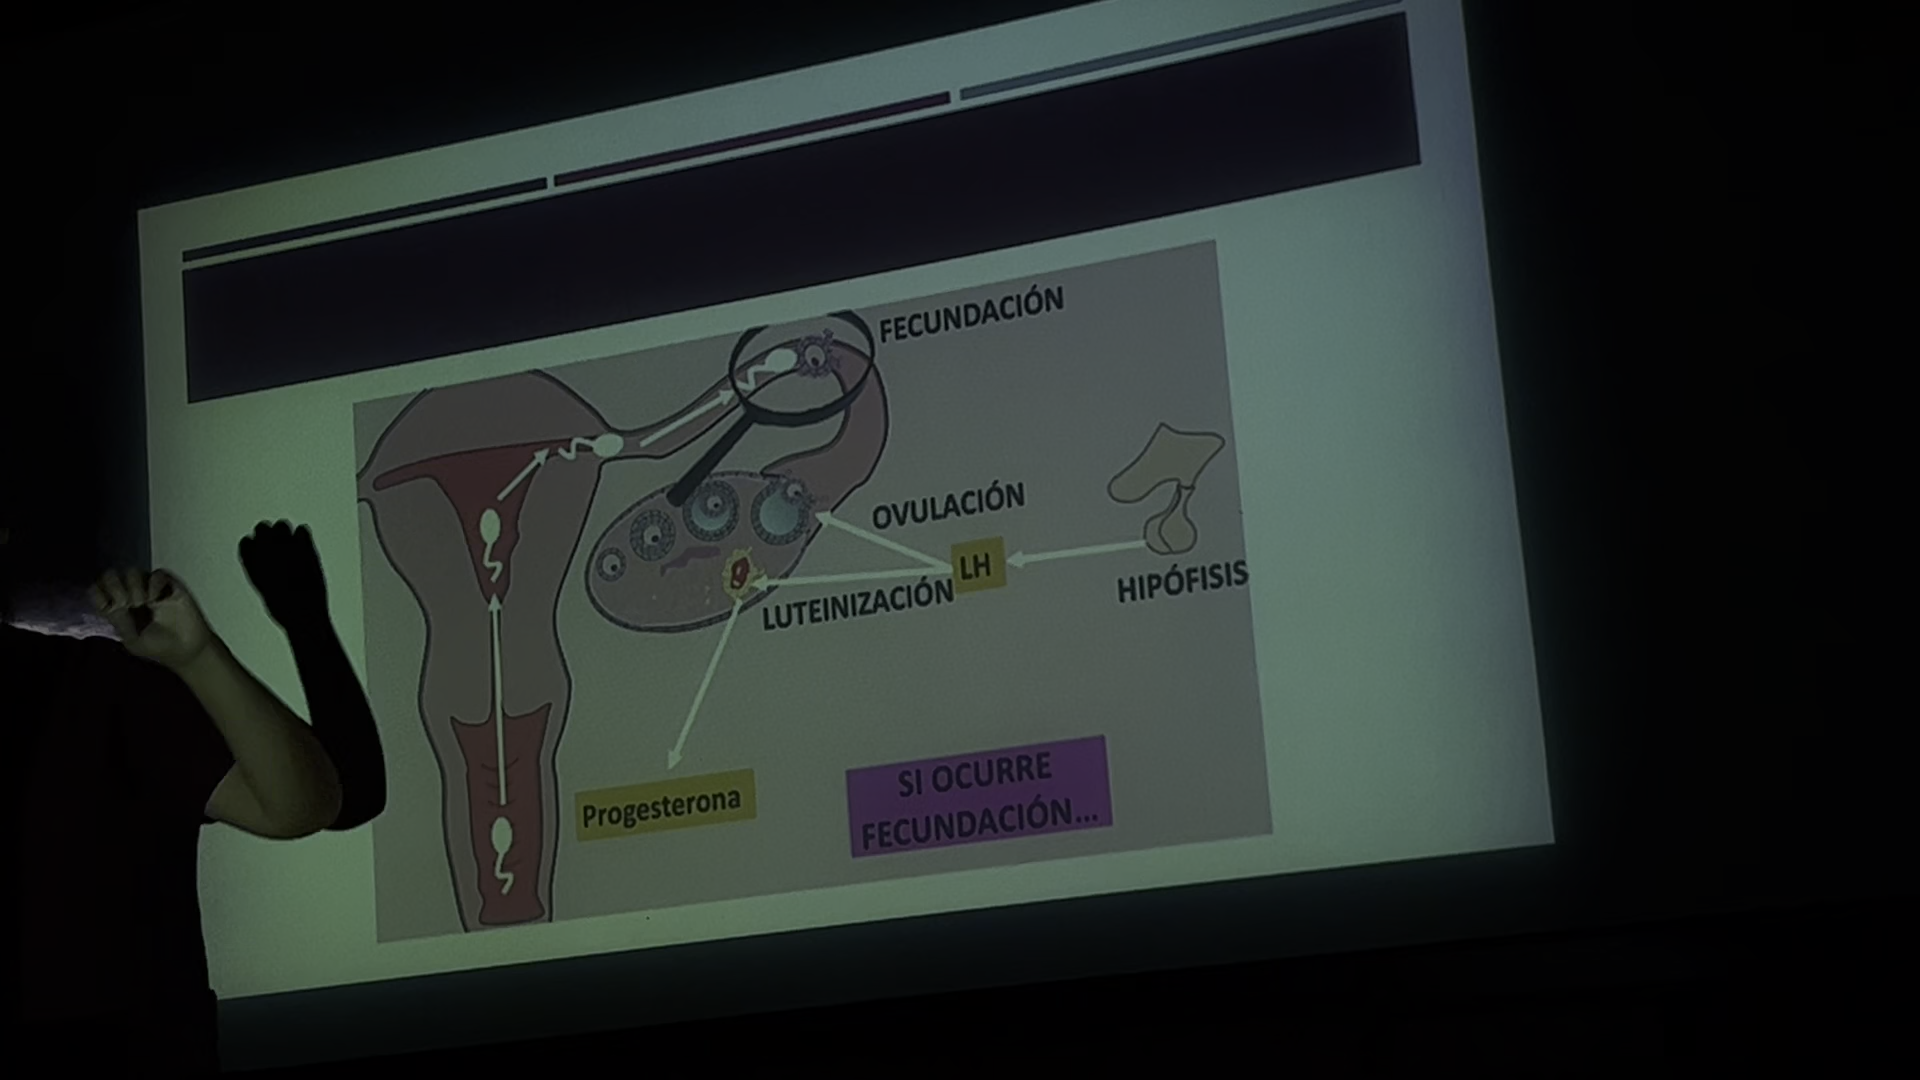 FECUNDACIÓN
OVULACIÓN
LH
LUTEINIZACIÓN
HIPÓFISIS
Progesterona
SI OCURRE
FECUNDACIÓN...